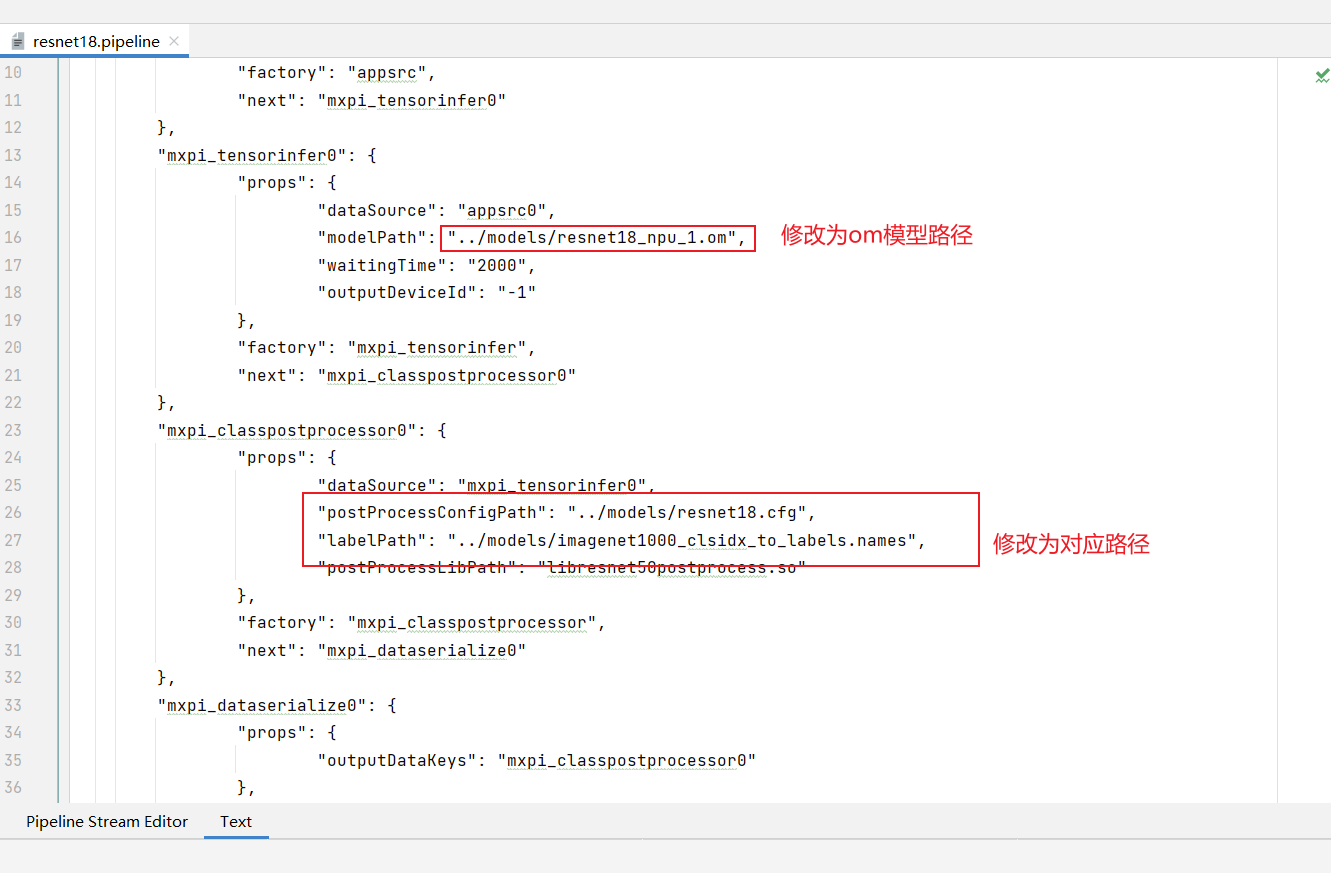 resnet18.pipeline
10 "factory": "appsrc",
11 "next": "mxpi_tensorinfer0"
12 },
13 "mxpi_tensorinfer0": {
14 "props": {
15 "dataSource": "appsrc0",
16 "modelPath": "../models/resnet18_npu_1.om", 修改为om模型路径
17 "waitingTime": "2000",
18 "outputDeviceId": "-1"
19 },
20 "factory": "mxpi_tensorinfer",
21 "next": "mxpi_classpostprocessor0"
22 },
23 "mxpi_classpostprocessor0": {
24 "props": {
25 "dataSource": "mxpi_tensorinfer0",
26 "postProcessConfigPath": "../models/resnet18.cfg",
27 "labelPath": "../models/imagenet1000_clsidx_to_labels.names", 修改为对应路径
28 "postProcessLibPath": "libresnet50postprocess.so"
29 },
30 "factory": "mxpi_classpostprocessor",
31 "next": "mxpi_dataserialize0"
32 },
33 "mxpi_dataserialize0": {
34 "props": {
35 "outputDataKeys": "mxpi_classpostprocessor0"
36 },
Pipeline Stream Editor Text